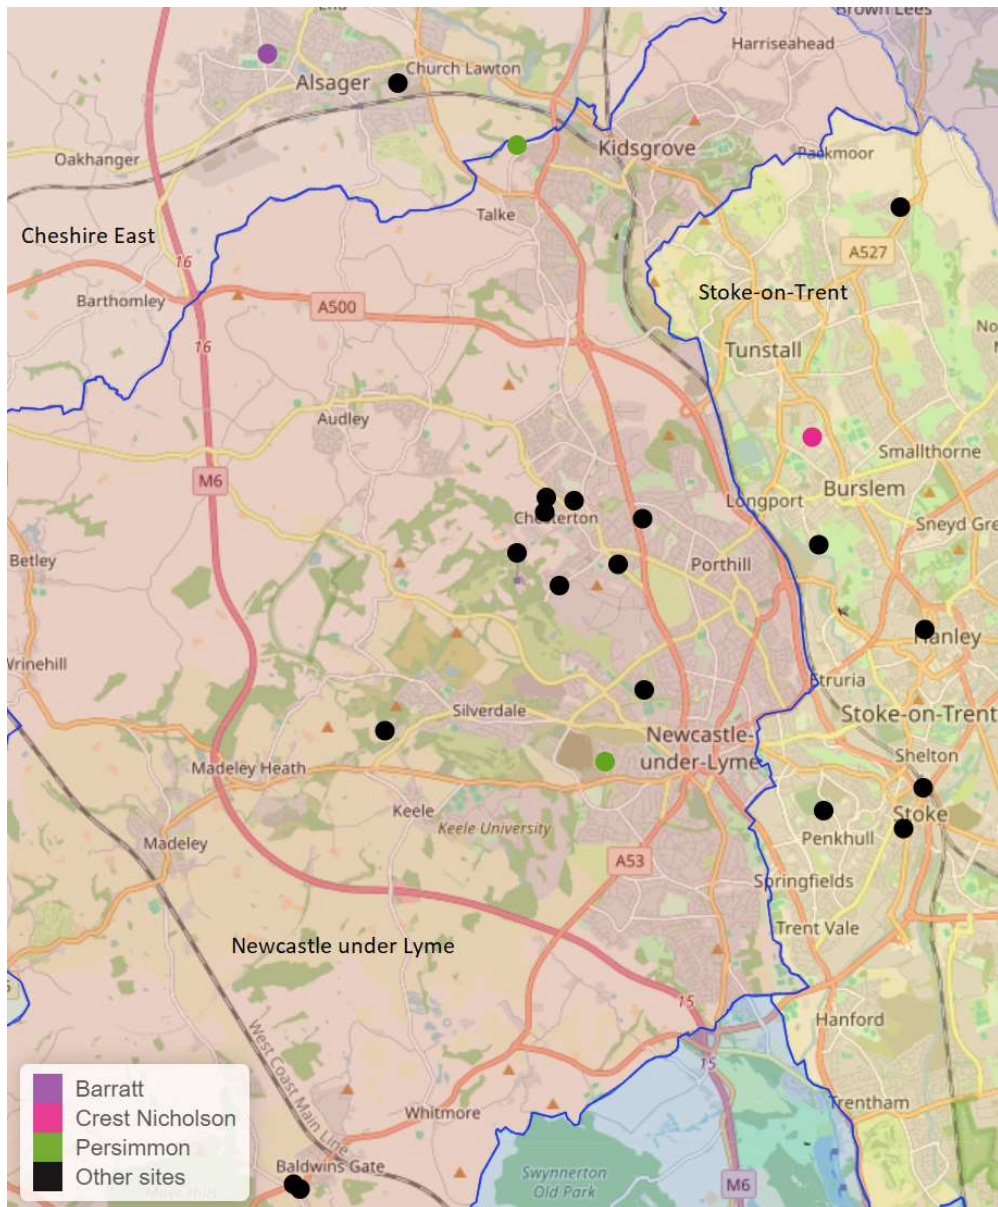 Brown Lees
Harriseahead
Church Lawton
Alsager
Oakhanger
Kidsgrove
Packmoor
Talke
Cheshire East
A527
16
Barthomley
A500
Stoke-on-Trent
16
Tunstall
Audley
Smallthorne
M6
Burslem
Longport
Chesterton
Sneyd Gre
Betley
Porthill
Hanley
Wrinehill
Etruria
Silverdale
Stoke-on-Trent
Newcastle-
under-Lyme
Shelton
Madeley Heath
Keele
Stoke
Keele University
Penkhull
Madeley
A53
Springfields
Trent Vale
Newcastle under Lyme
15
Hanford
West Coast Main Line
15
Barratt
Crest Nicholson
Persimmon
Other sites
Trentham
Whitmore
Baldwins Gate
Swynnerton
Old Park
M6